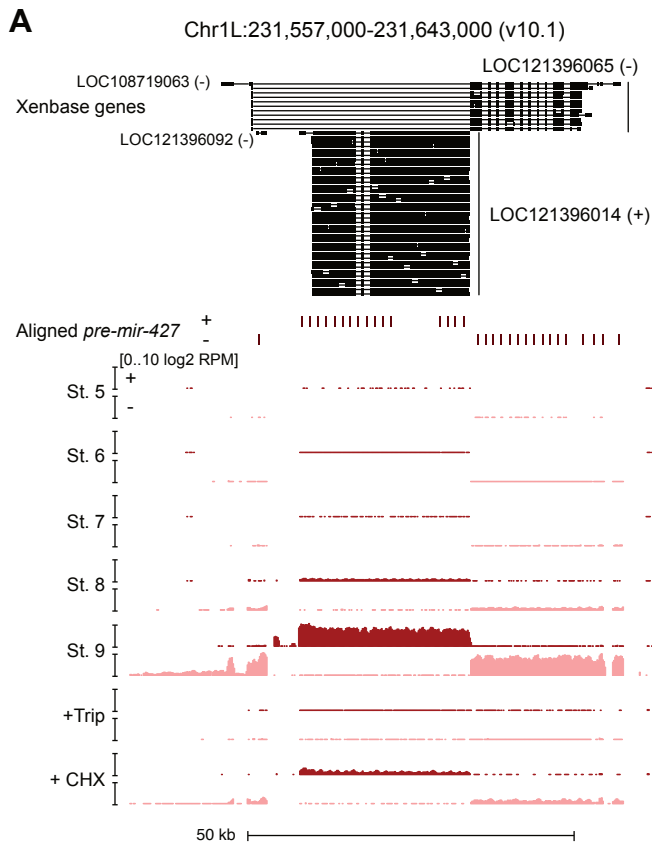 A
Chr1L:231,557,000-231,643,000 (v10.1)
LOC121396065 (-)
LOC108719063 (-)
Xenbase genes
LOC121396092 (-)
LOC121396014 (+)
Aligned pre-mir-427
+
-
[0..10 log2 RPM]
+
-
St. 5
St. 6
St. 7
St. 8
St. 9
+Trip
+ CHX
50 kb